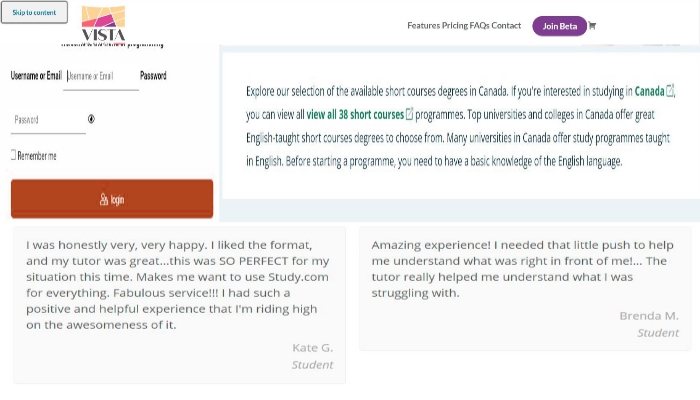 Skip to content
VISTA
Features Pricing FAQs Contact
Join Beta
programming
Username or Email
Username or Email
Password
Password
Remember me
login
Explore our selection of the available short courses degrees in Canada. If you're interested in studying in Canada,
you can view all view all 38 short courses programmes. Top universities and colleges in Canada offer great
English-taught short courses degrees to choose from. Many universities in Canada offer study programmes taught
in English. Before starting a programme, you need to have a basic knowledge of the English language.
I was honestly very, very happy. I liked the format,
and my tutor was great...this was SO PERFECT for my
situation this time. Makes me want to use Study.com
for everything. Fabulous service!!! I had such a
positive and helpful experience that I'm riding high
on the awesomeness of it.
Kate G.
Student
Amazing experience! I needed that little push to help
me understand what was right in front of me!... The
tutor really helped me understand what I was
struggling with.
Brenda M.
Student